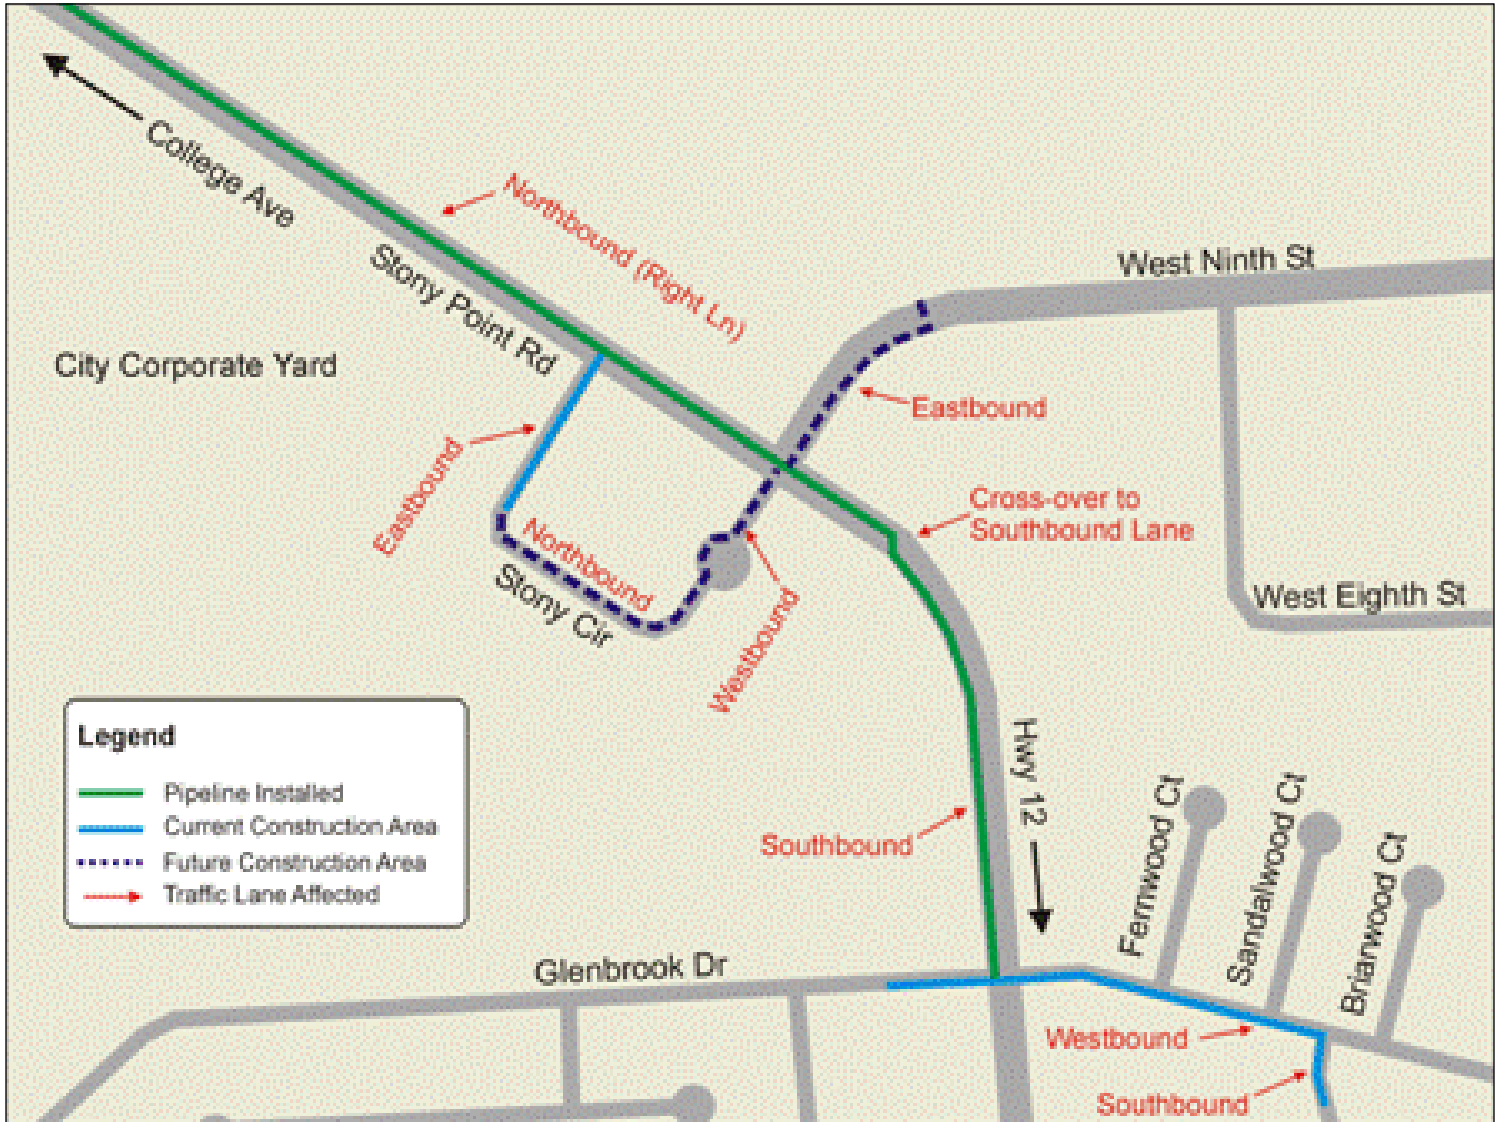 College Ave
Northbound (Right Ln)
Stony Point Rd
West Ninth St
City Corporate Yard
Eastbound
Eastbound
Cross-over to
Southbound Lane
Northbound
Stony Cir
Westbound
West Eighth St
Legend
Pipeline Installed
Current Construction Area
Future Construction Area
Traffic Lane Affected
Hwy 12
Southbound
Fernwood Ct
Sandalwood Ct
Briarwood Ct
Glenbrook Dr
Westbound
Southbound